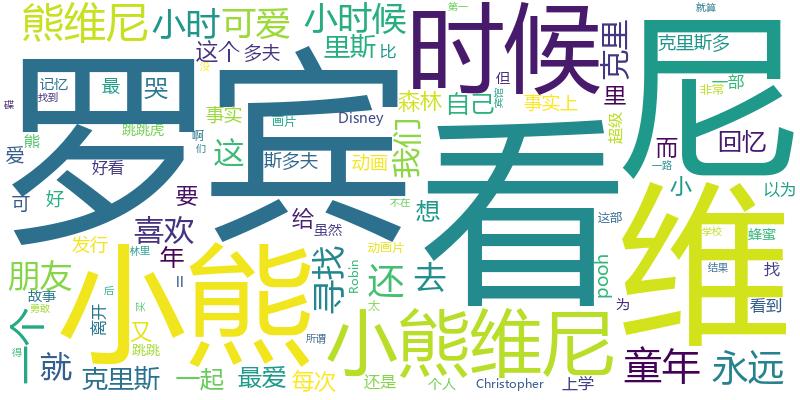 熊维尼 小时 可爱 小时候 时候 就算
这个 多夫 里斯 比 克里 克里斯多 尼
罗宾 看 维
记忆 最 哭 森林 自己 里 一部
碟 找到 事实 画片 Disney 但 事实上 超级 非常
跳跳虎 啊 我们 而 回忆
爱 熊 好看 这 斯多夫 动画 们 一路
可 好 要 给 想 小 以为
喜欢 虽然 不在 这部 学校 蜂蜜
发行 年 动画片
朋友 小熊 林里 寻找 Robin 还 去 pooh 结果 找
故事 后 II 太 为 看到
勇敢 离开 又 所谓 小熊维尼
一个 得 就 跳跳 童年 永远
克里斯 一起 最爱 每次 还是 个人 Christopher 上学